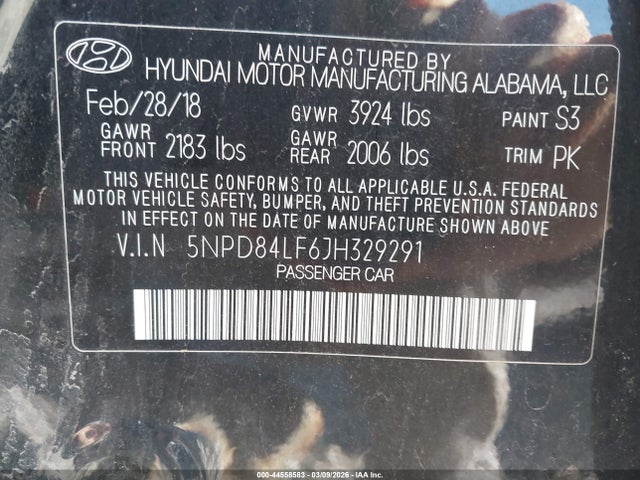 MANUFACTURED BY
HYUNDAI MOTOR MANUFACTURING ALABAMA, LLC
Feb/28/18 GVWR 3924 lbs PAINT S3
GAWR FRONT 2183 lbs GAWR REAR 2006 lbs TRIM PK
THIS VEHICLE CONFORMS TO ALL APPLICABLE U.S.A. FEDERAL
MOTOR VEHICLE SAFETY, BUMPER, AND THEFT PREVENTION STANDARDS
IN EFFECT ON THE DATE OF MANUFACTURE SHOWN ABOVE
V.I.N 5NPD84LF6JH329291
PASSENGER CAR
000-44558583 — 03/09/2026 - IAA Inc.